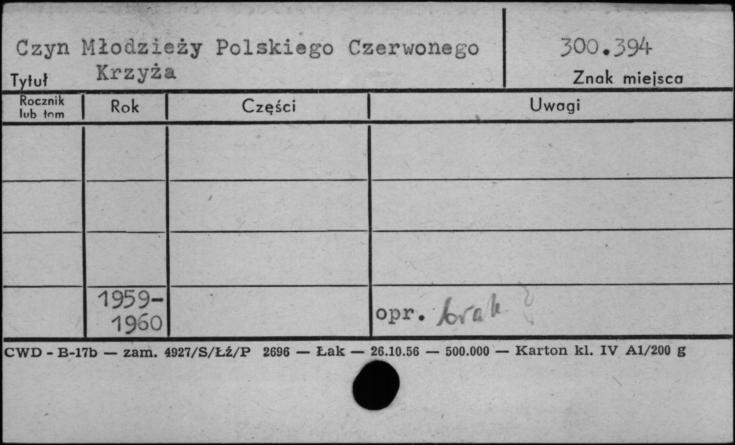 Czyn Młodzieży Polskiego Czerwonego 300.394
Tytuł Krzyża Znak miejsca
Rocznik lub tom Rok Części Uwagi
1959-
1960 opr. brak ?
CWD - B-17b — zam. 4927/S/ŁŹ/P 2696 — Łak — 26.10.56 — 500.000 — Karton kl. IV A1/200 g